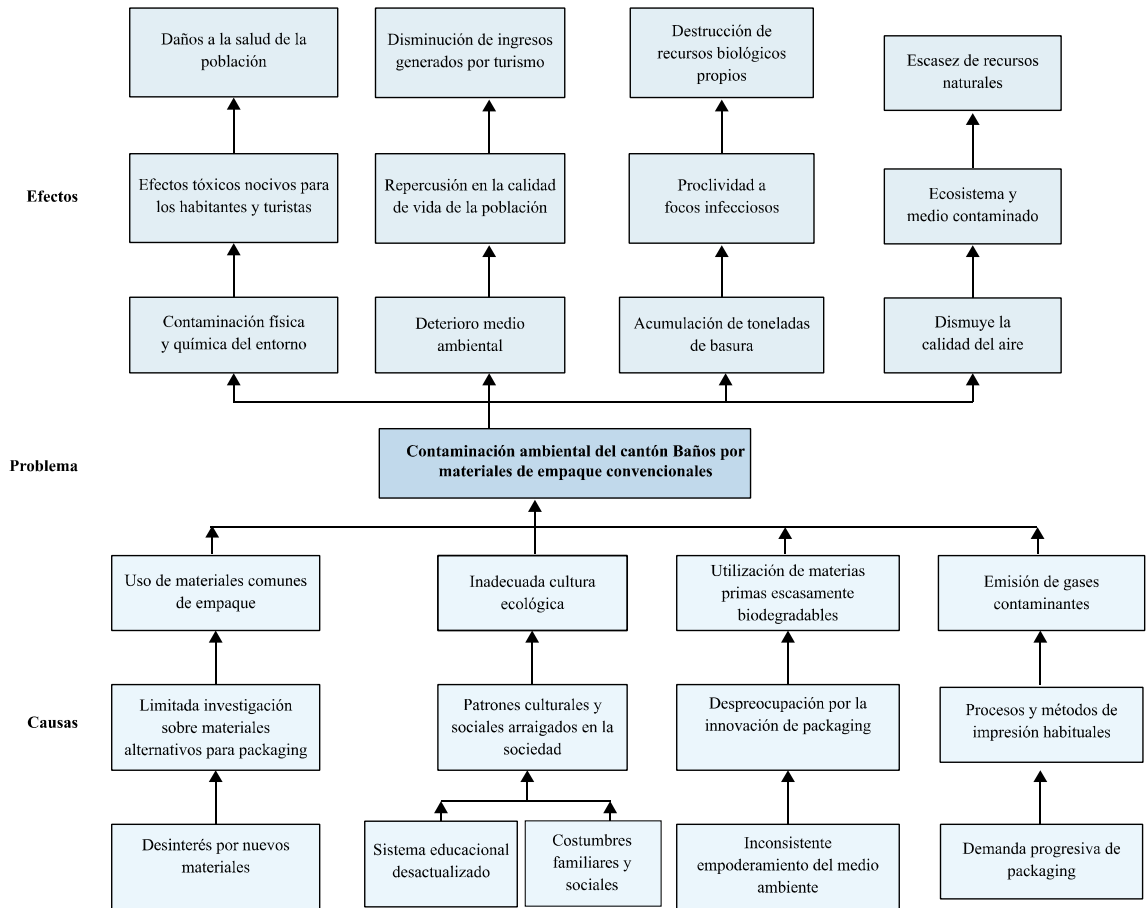 Daños a la salud de la
población
Disminución de ingresos
generados por turismo
Destrucción de
recursos biológicos
propios
Escasez de recursos
naturales
Efectos
Efectos tóxicos nocivos para
los habitantes y turistas
Repercusión en la calidad
de vida de la población
Proclividad a
focos infecciosos
Ecosistema y
medio contaminado
Contaminación física
y química del entorno
Deterioro medio
ambiental
Acumulación de toneladas
de basura
Dismuye la
calidad del aire
Problema
Contaminación ambiental del cantón Baños por
materiales de empaque convencionales
Uso de materiales comunes
de empaque
Inadecuada cultura
ecológica
Utilización de materias
primas escasamente
biodegradables
Emisión de gases
contaminantes
Causas
Limitada investigación
sobre materiales
alternativos para packaging
Patrones culturales y
sociales arraigados en la
sociedad
Despreocupación por la
innovación de packaging
Procesos y métodos de
impresión habituales
Desinterés por nuevos
materiales
Sistema educacional
desactualizado
Costumbres
familiares y
sociales
Inconsistente
empoderamiento del medio
ambiente
Demanda progresiva de
packaging